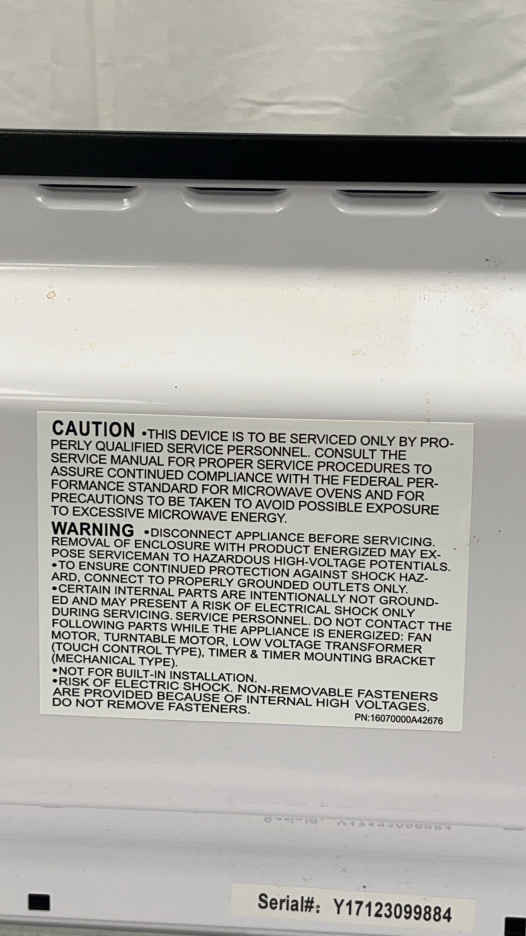 CAUTION •THIS DEVICE IS TO BE SERVICED ONLY BY PRO-
PERLY QUALIFIED SERVICE PERSONNEL. CONSULT THE
SERVICE MANUAL FOR PROPER SERVICE PROCEDURES TO
ASSURE CONTINUED COMPLIANCE WITH THE FEDERAL PER-
FORMANCE STANDARD FOR MICROWAVE OVENS AND FOR
PRECAUTIONS TO BE TAKEN TO AVOID POSSIBLE EXPOSURE
TO EXCESSIVE MICROWAVE ENERGY.
WARNING •DISCONNECT APPLIANCE BEFORE SERVICING.
REMOVAL OF ENCLOSURE WITH PRODUCT ENERGIZED MAY EX-
POSE SERVICEMAN TO HAZARDOUS HIGH-VOLTAGE POTENTIALS.
•TO ENSURE CONTINUED PROTECTION AGAINST SHOCK HAZ-
ARD, CONNECT TO PROPERLY GROUNDED OUTLETS ONLY.
•CERTAIN INTERNAL PARTS ARE INTENTIONALLY NOT GROUND-
ED AND MAY PRESENT A RISK OF ELECTRICAL SHOCK ONLY
DURING SERVICING. SERVICE PERSONNEL. DO NOT CONTACT THE
FOLLOWING PARTS WHILE THE APPLIANCE IS ENERGIZED: FAN
MOTOR, TURNTABLE MOTOR, LOW VOLTAGE TRANSFORMER
(TOUCH CONTROL TYPE), TIMER & TIMER MOUNTING BRACKET
(MECHANICAL TYPE).
•NOT FOR BUILT-IN INSTALLATION.
•RISK OF ELECTRIC SHOCK. NON-REMOVABLE FASTENERS
ARE PROVIDED BECAUSE OF INTERNAL HIGH VOLTAGES.
DO NOT REMOVE FASTENERS.
PN:16070000A42676
Serial#: Y17123099884